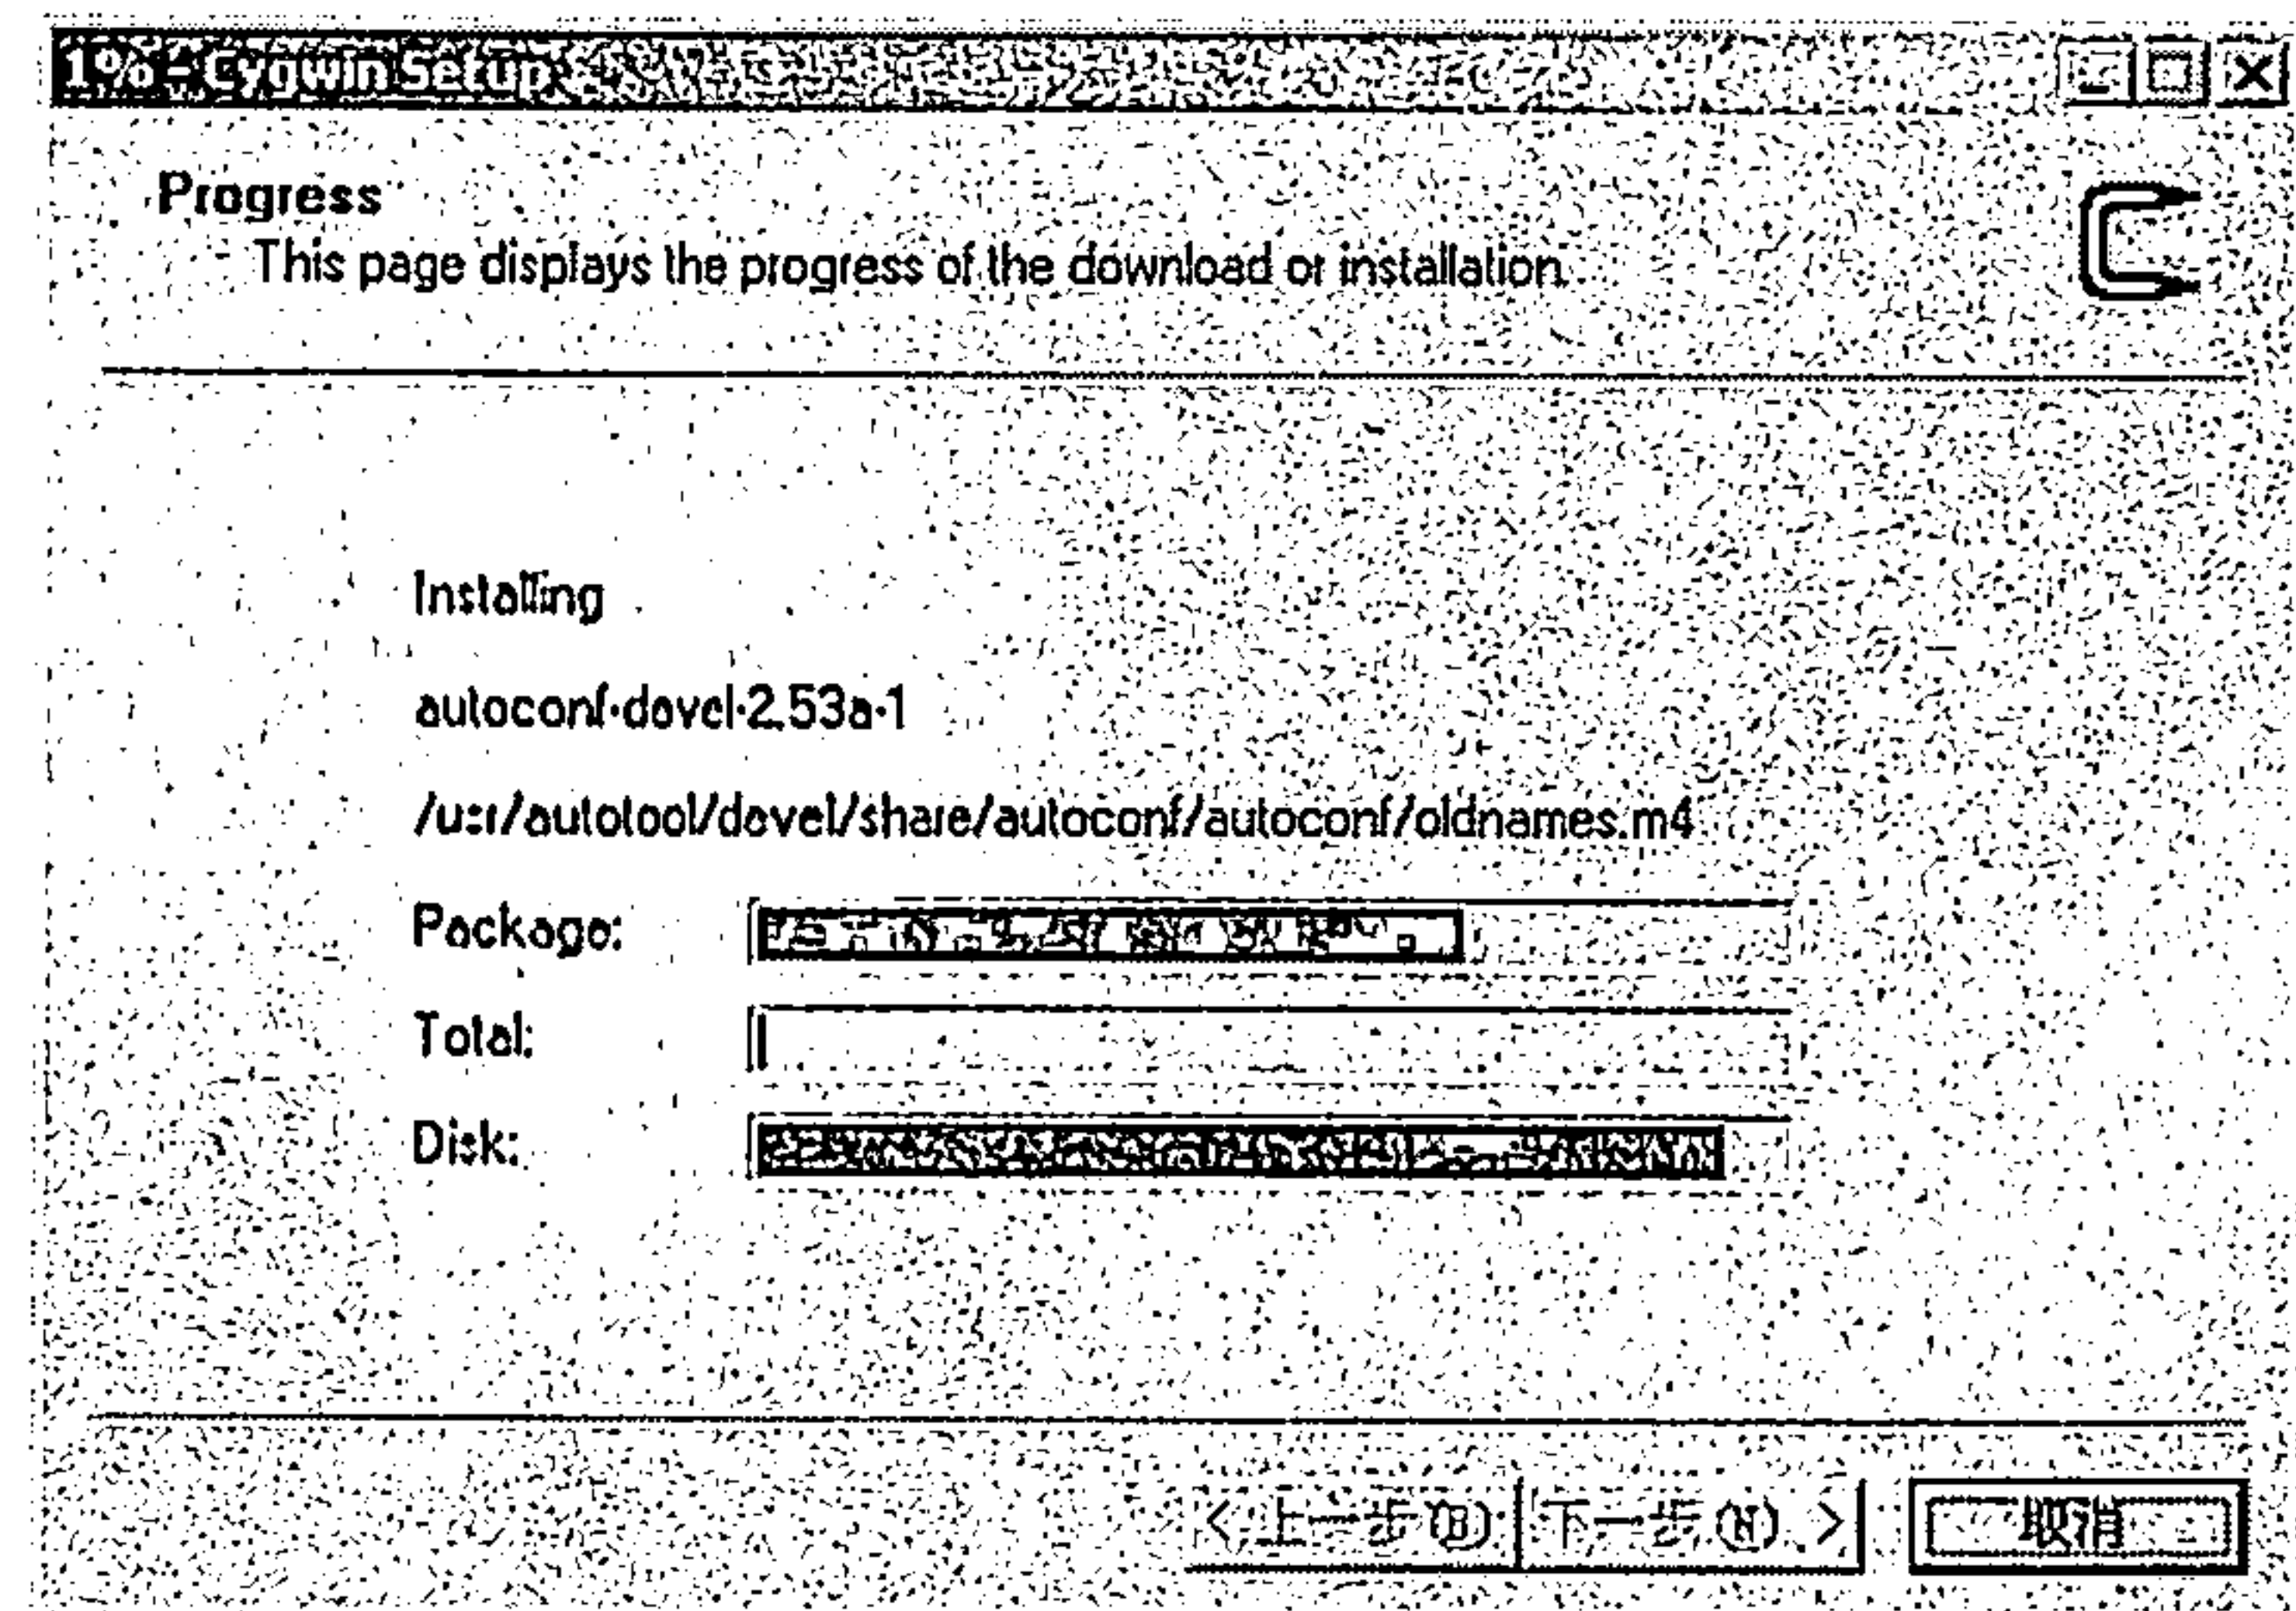 1% - Cygwin Setup
Progress
This page displays the progress of the download or installation.
Installing
autoconf-devel-2.53a-1
/usr/autotool/devel/share/autoconf/autoconf/oldnames.m4
Package:
Total:
Disk:
< 上一步(B) 下一步(N) > 取消